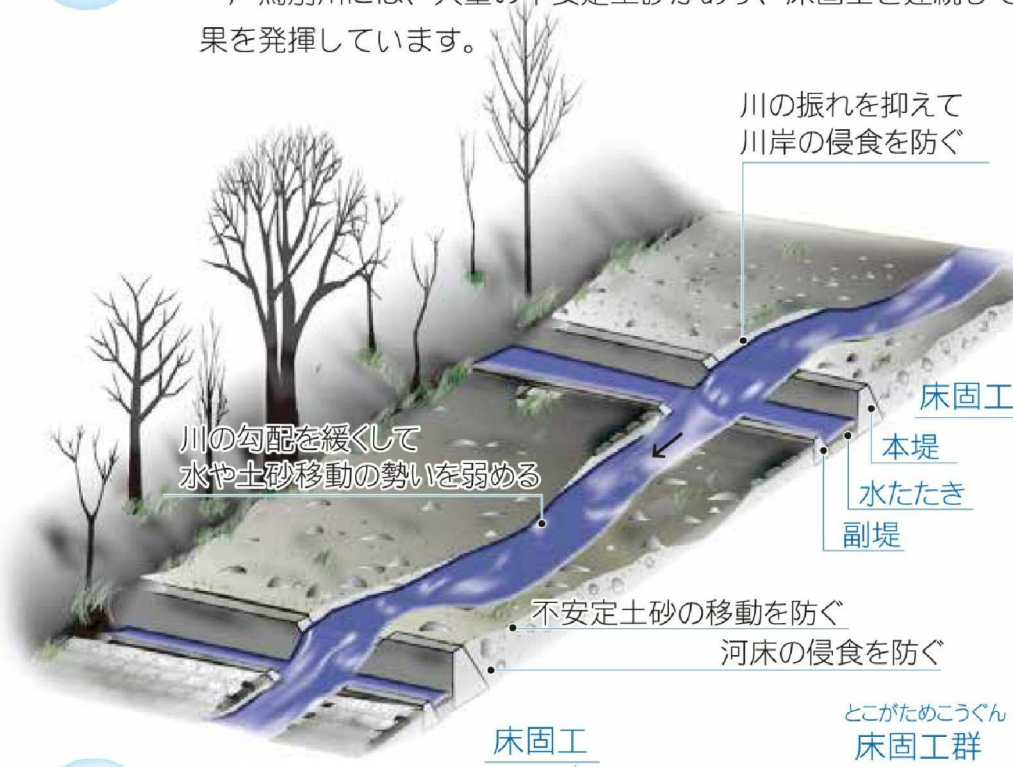 果を発揮しています。
川の振れを抑えて
川岸の侵食を防ぐ
床固工
本堤
水たたき
副堤
川の勾配を緩くして
水や土砂移動の勢いを弱める
不安定土砂の移動を防ぐ
河床の侵食を防ぐ
床固工
とこがためこうぐん
床固工群